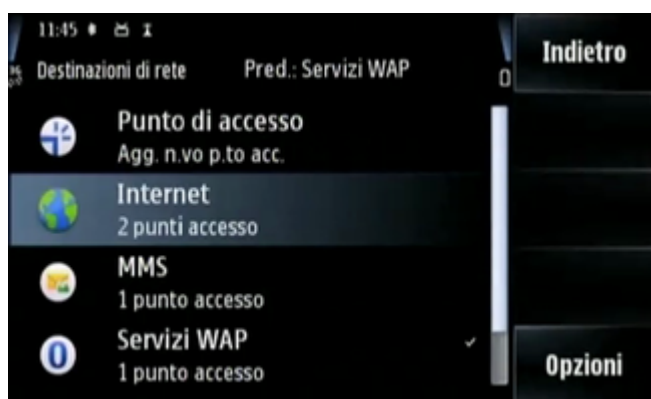 11:45
Destinazioni di rete Pred.: Servizi WAP
Indietro
Punto di accesso
Agg. n.vo p.to acc.
Internet
2 punti accesso
MMS
1 punto accesso
Servizi WAP
1 punto accesso
Opzioni